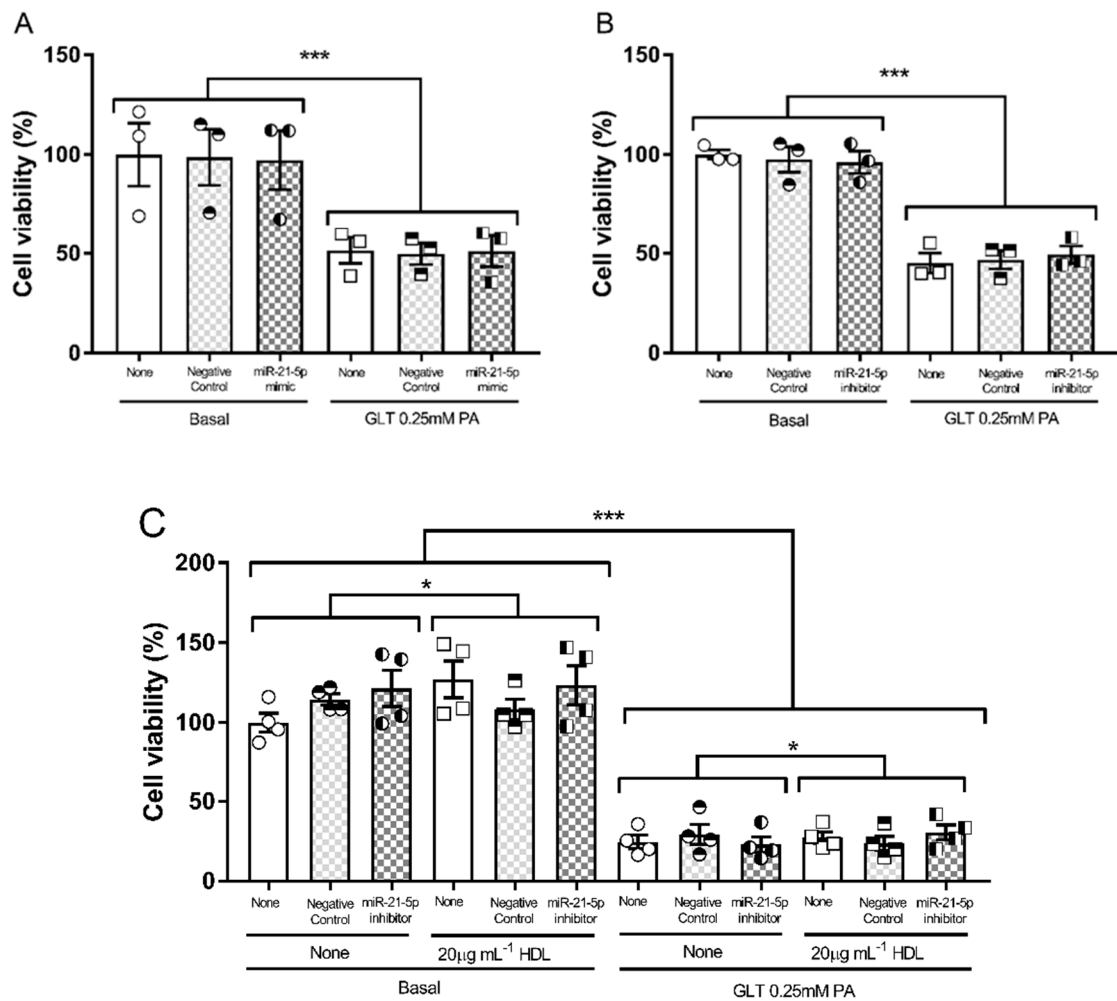 A
Cell viability (%)
150
100
50
0
***
None
Negative
Control
miR-21-5p
mimic
None
Negative
Control
miR-21-5p
mimic
Basal
GLT 0.25mM PA
B
Cell viability (%)
150
100
50
0
***
None
Negative
Control
miR-21-5p
inhibitor
None
Negative
Control
miR-21-5p
inhibitor
Basal
GLT 0.25mM PA
C
Cell viability (%)
200
150
100
50
0
***
*
*
None
Negative
Control
miR-21-5p
inhibitor
None
Negative
Control
miR-21-5p
inhibitor
None
Negative
Control
miR-21-5p
inhibitor
None
Negative
Control
miR-21-5p
inhibitor
None
20µg mL⁻¹ HDL
None
20µg mL⁻¹ HDL
Basal
GLT 0.25mM PA